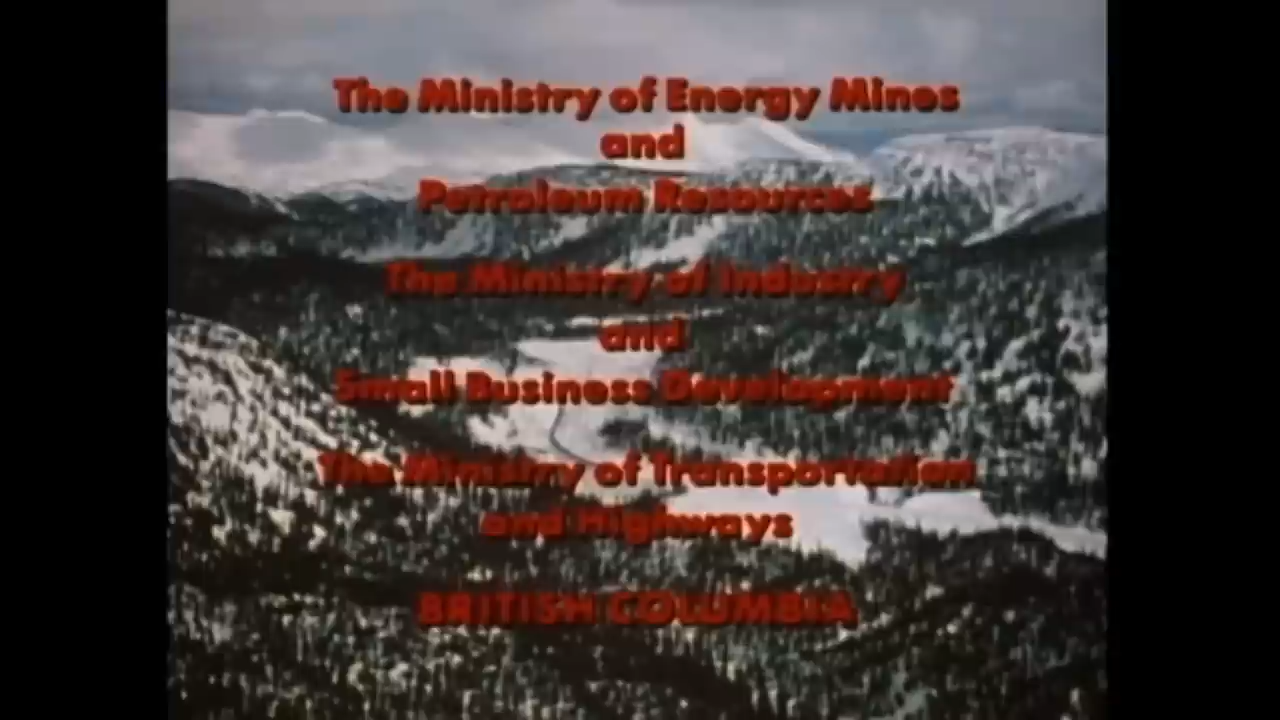 The Ministry of Energy Mines
and
Petroleum Resources
The Ministry of Industry
and
Small Business Development
The Ministry of Transportation
and Highways
BRITISH COLUMBIA